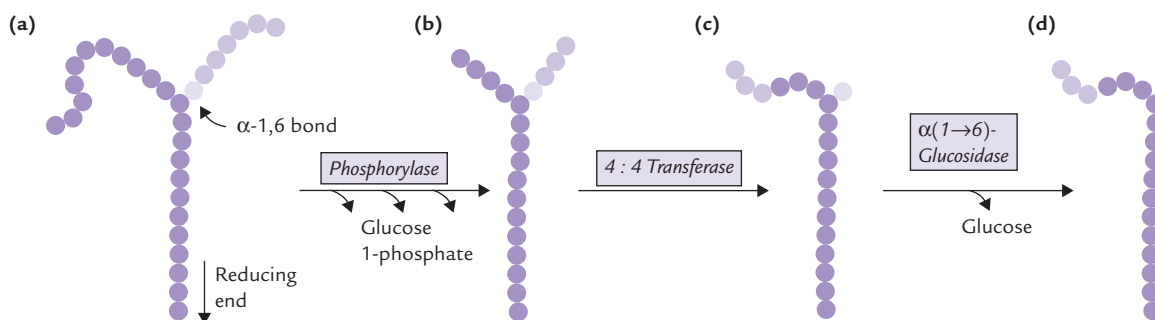 (a)
(b)
(c)
(d)
α-1,6 bond
Phosphorylase
Glucose
1-phosphate
Reducing
end
4 : 4 Transferase
α(1→6)-
Glucosidase
Glucose